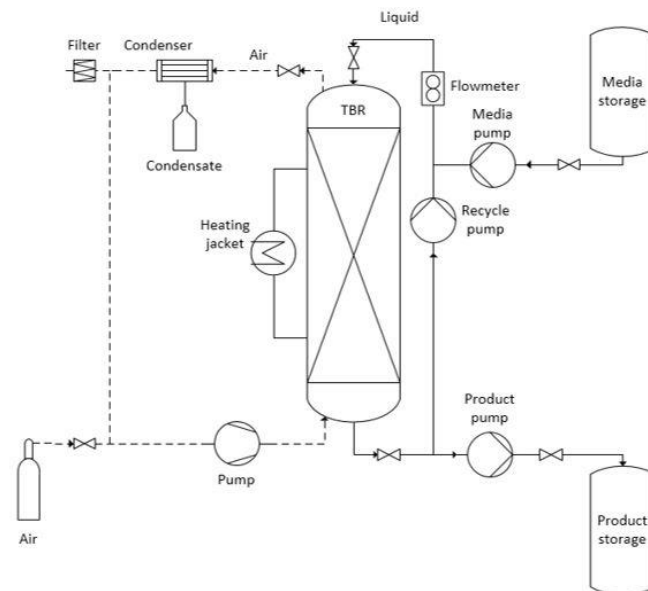 Liquid
Filter
Condenser
Air
Flowmeter
Media
storage
TBR
Media
pump
Condensate
Heating
jacket
Recycle
pump
Product
pump
Pump
Air
Product
storage